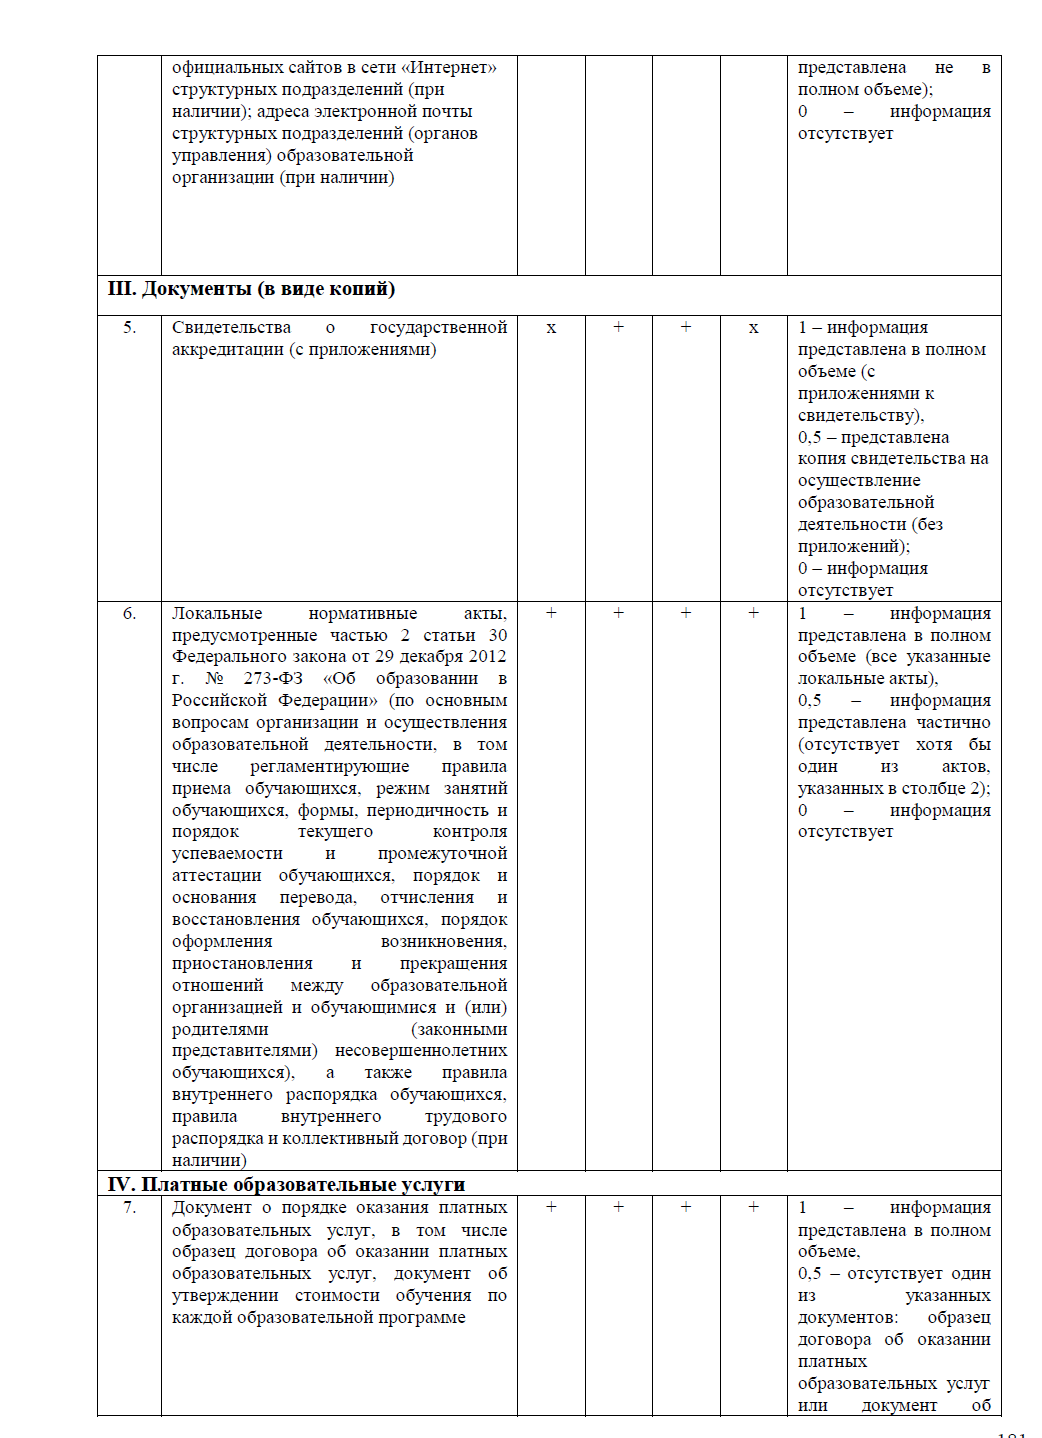 официальных сайтов в сети «Интернет»
структурных подразделений (при
наличии); адреса электронной почты
структурных подразделений (органов
управления) образовательной
организации (при наличии)
представлена не в
полном объеме);
0 – информация
отсутствует
III. Документы (в виде копий)
5.
Свидетельства о государственной
аккредитации (с приложениями)
х
+
+
х
1 – информация
представлена в полном
объеме (с
приложениями к
свидетельству),
0,5 – представлена
копия свидетельства на
осуществление
образовательной
деятельности (без
приложений);
0 – информация
отсутствует
6.
Локальные нормативные акты,
предусмотренные частью 2 статьи 30
Федерального закона от 29 декабря 2012
г. № 273-ФЗ «Об образовании в
Российской Федерации» (по основным
вопросам организации и осуществления
образовательной деятельности, в том
числе регламентирующие правила
приема обучающихся, режим занятий
обучающихся, формы, периодичность и
порядок текущего контроля
успеваемости и промежуточной
аттестации обучающихся, порядок и
основания перевода, отчисления и
восстановления обучающихся, порядок
оформления возникновения,
приостановления и прекращения
отношений между образовательной
организацией и обучающимися и (или)
родителями (законными
представителями) несовершеннолетних
обучающихся), а также правила
внутреннего распорядка обучающихся,
правила внутреннего трудового
распорядка и коллективный договор (при
наличии)
+
+
+
+
1 – информация
представлена в полном
объеме (все указанные
локальные акты),
0,5 – информация
представлена частично
(отсутствует хотя бы
один из актов,
указанных в столбце 2);
0 – информация
отсутствует
IV. Платные образовательные услуги
7.
Документ о порядке оказания платных
образовательных услуг, в том числе
образец договора об оказании платных
образовательных услуг, документ об
утверждении стоимости обучения по
каждой образовательной программе
+
+
+
+
1 – информация
представлена в полном
объеме,
0,5 – отсутствует один
из указанных
документов: образец
договора об оказании
платных
образовательных услуг
или документ об